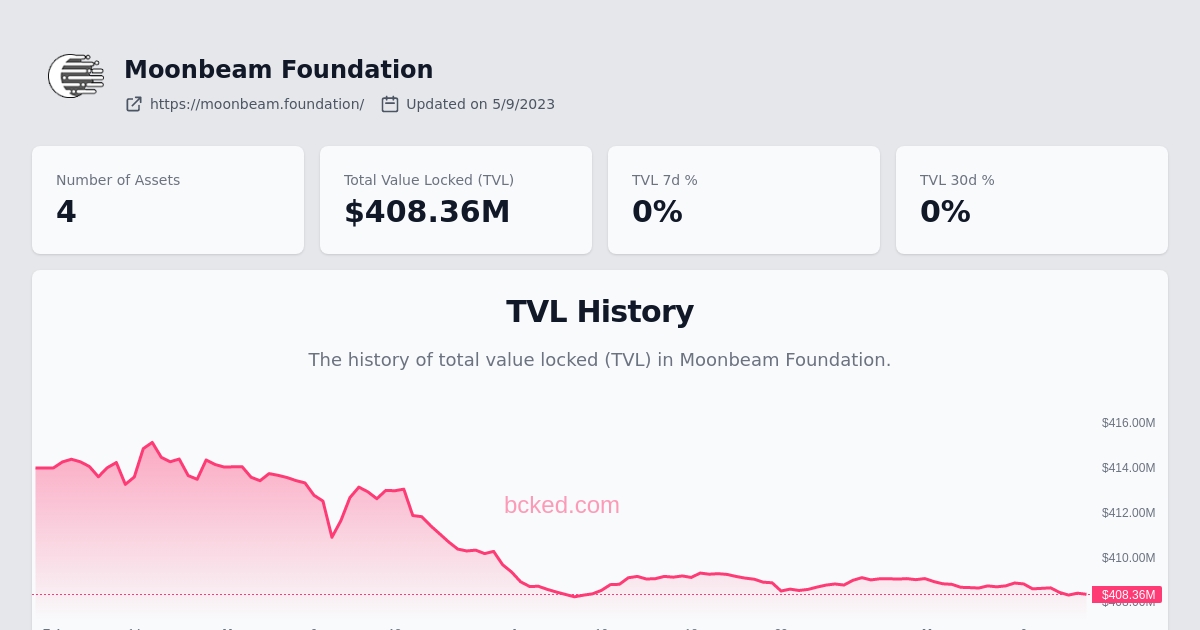 Moonbeam Foundation
https://moonbeam.foundation/ Updated on 5/9/2023
Number of Assets
4
Total Value Locked (TVL)
$408.36M
TVL 7d %
0%
TVL 30d %
0%
TVL History
The history of total value locked (TVL) in Moonbeam Foundation.
$416.00M
$414.00M
bcked.com
$412.00M
$410.00M
$408.36M